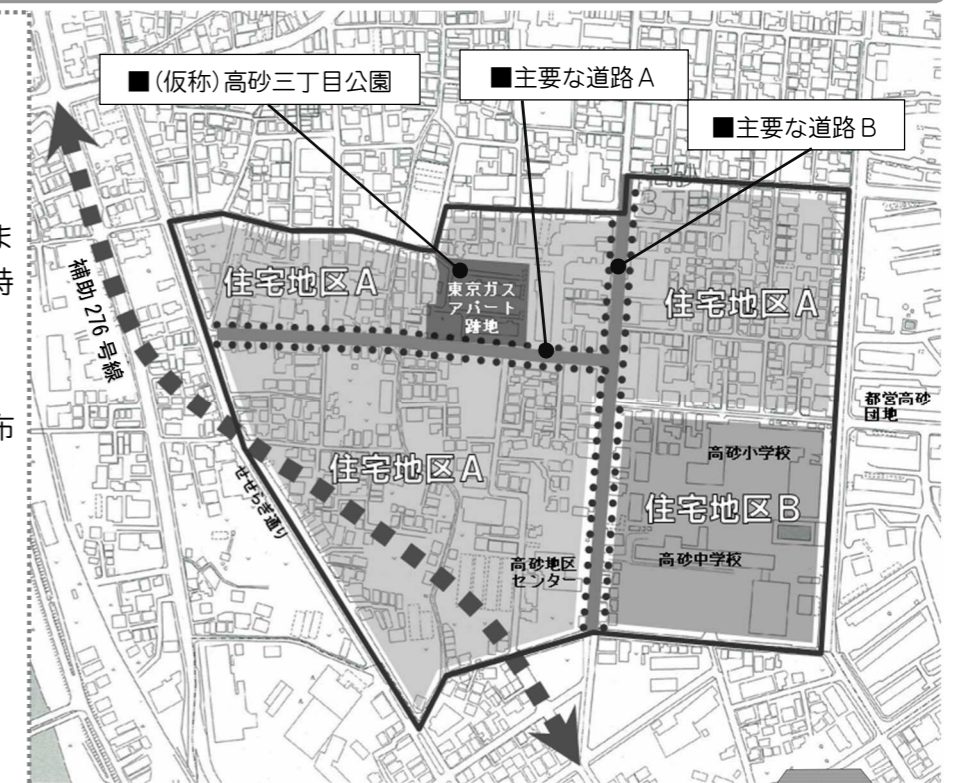 ■(仮称)高砂三丁目公園
■主要な道路A
■主要な道路B
ま
時
補助276号線
住宅地区A
東京ガス
アパート
跡地
住宅地区A
布
都営高砂
団地
高砂小学校
住宅地区A
住宅地区B
せせらぎ通り
高砂地区
センター
高砂中学校